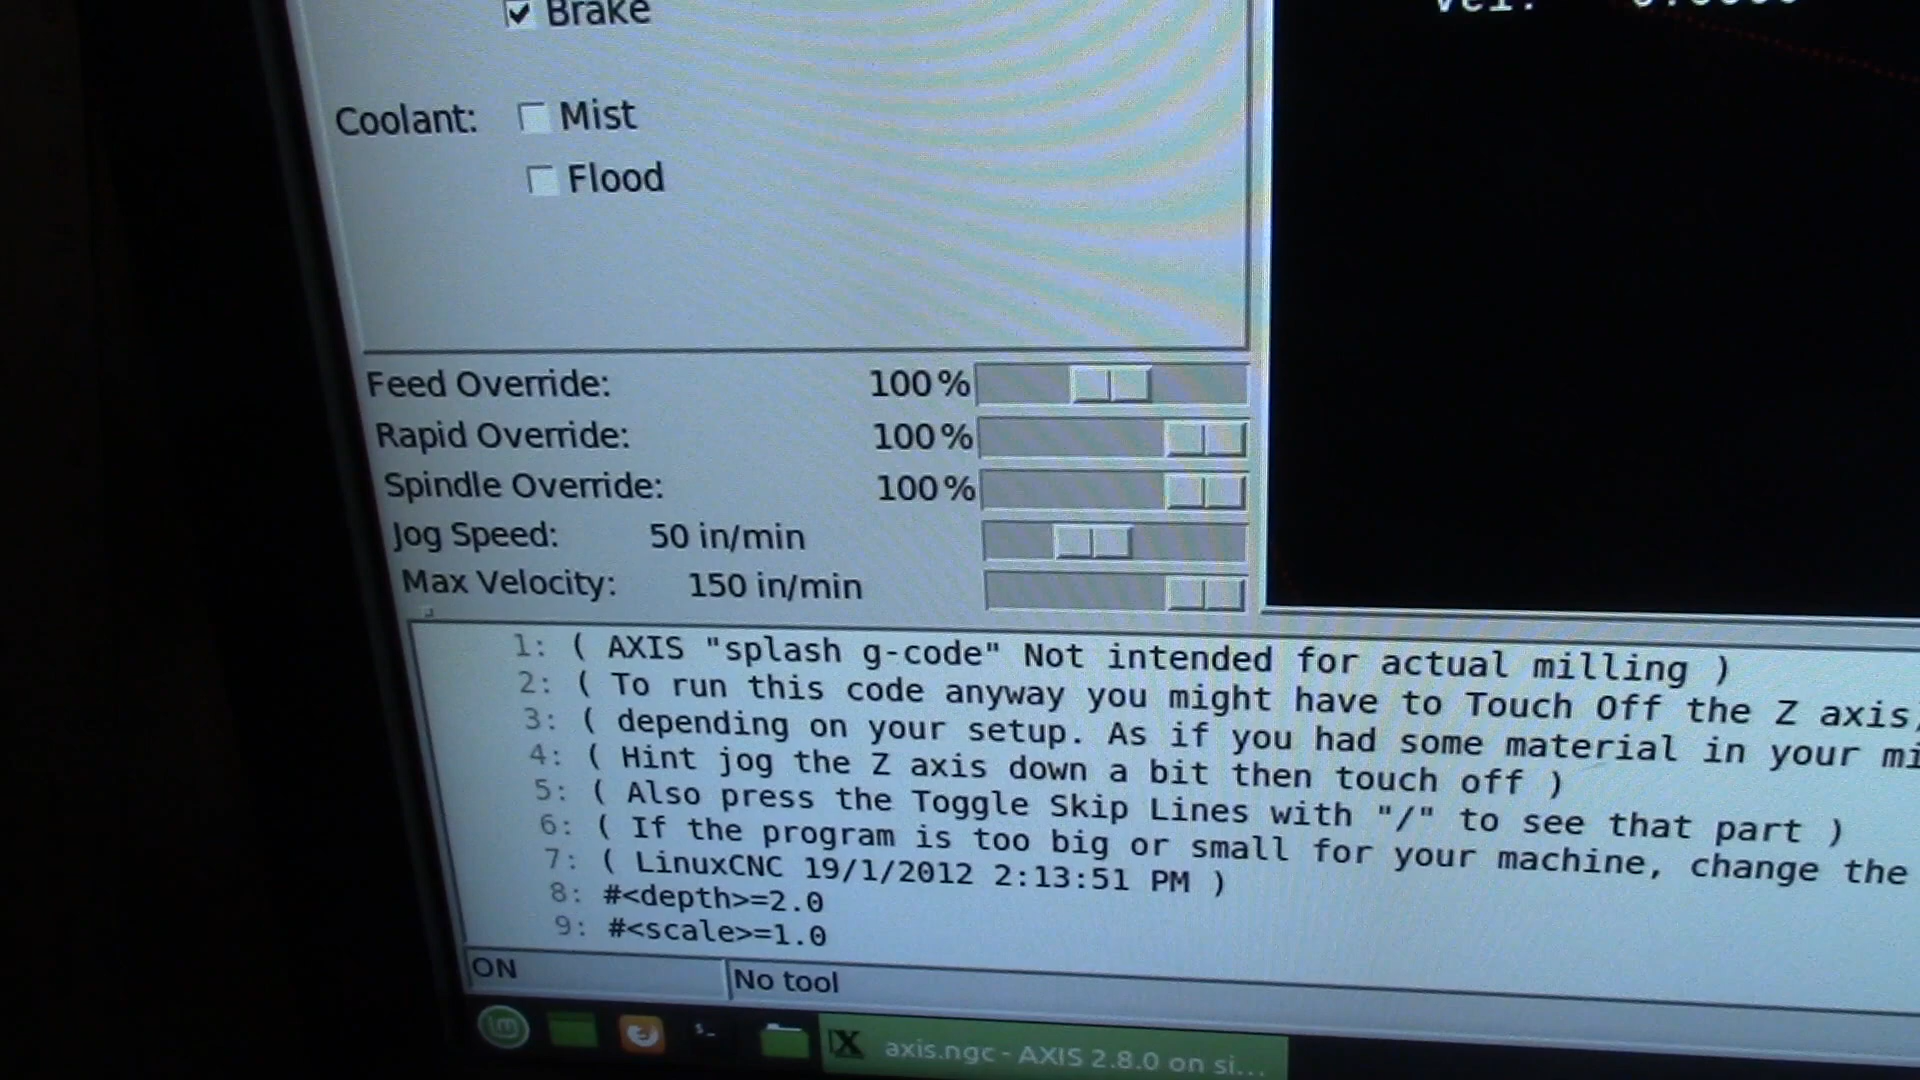 Brake
Vel:
Coolant: Mist
Flood
Feed Override: 100%
Rapid Override: 100%
Spindle Override: 100%
Jog Speed: 50 in/min
Max Velocity: 150 in/min
1: ( AXIS "splash g-code" Not intended for actual milling )
2: ( To run this code anyway you might have to Touch Off the Z axis,
3: ( depending on your setup. As if you had some material in your mi
4: ( Hint jog the Z axis down a bit then touch off )
5: ( Also press the Toggle Skip Lines with "/" to see that part )
6: ( If the program is too big or small for your machine, change the
7: ( LinuxCNC 19/1/2012 2:13:51 PM )
8: #<depth>=2.0
9: #<scale>=1.0
ON No tool
axis.ngc - AXIS 2.8.0 on si...